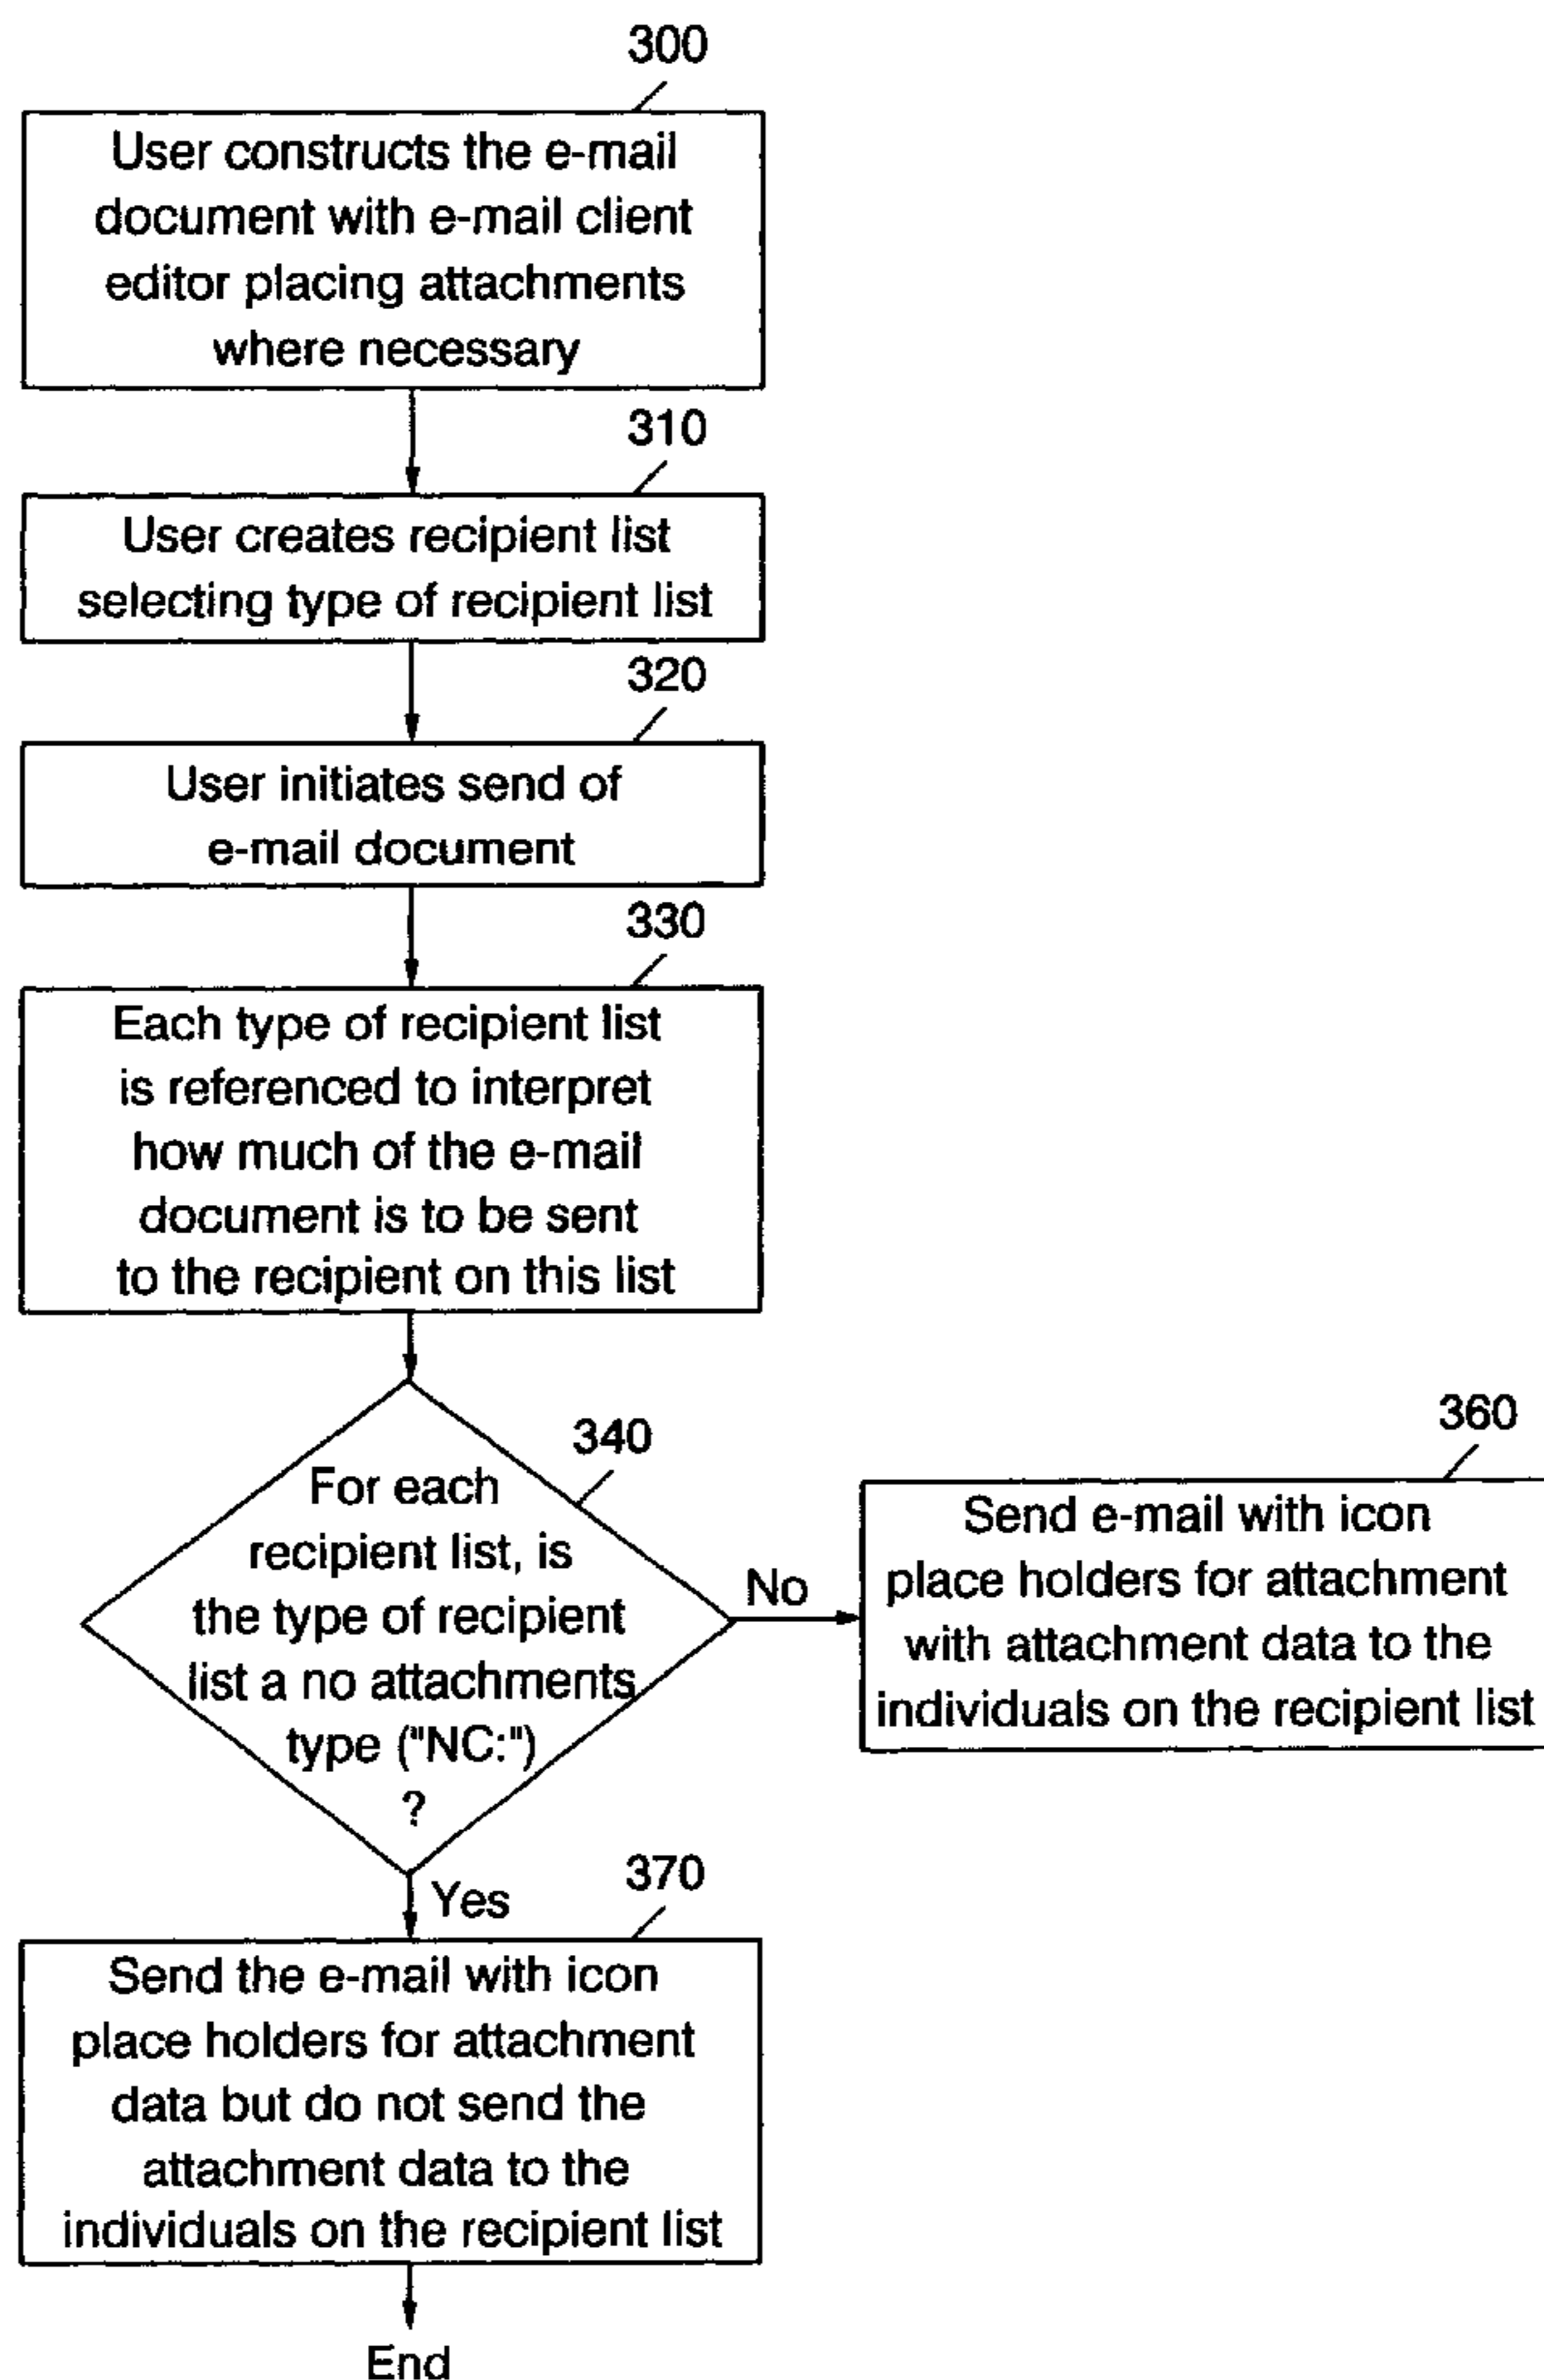 300
User constructs the e-mail
document with e-mail client
editor placing attachments
where necessary
310
User creates recipient list
selecting type of recipient list
320
User initiates send of
e-mail document
330
Each type of recipient list
is referenced to interpret
how much of the e-mail
document is to be sent
to the recipient on this list
340
For each
recipient list, is
the type of recipient
list a no attachments
type ("NC:")
?
No
360
Send e-mail with icon
place holders for attachment
with attachment data to the
individuals on the recipient list
Yes
370
Send the e-mail with icon
place holders for attachment
data but do not send the
attachment data to the
individuals on the recipient list
End